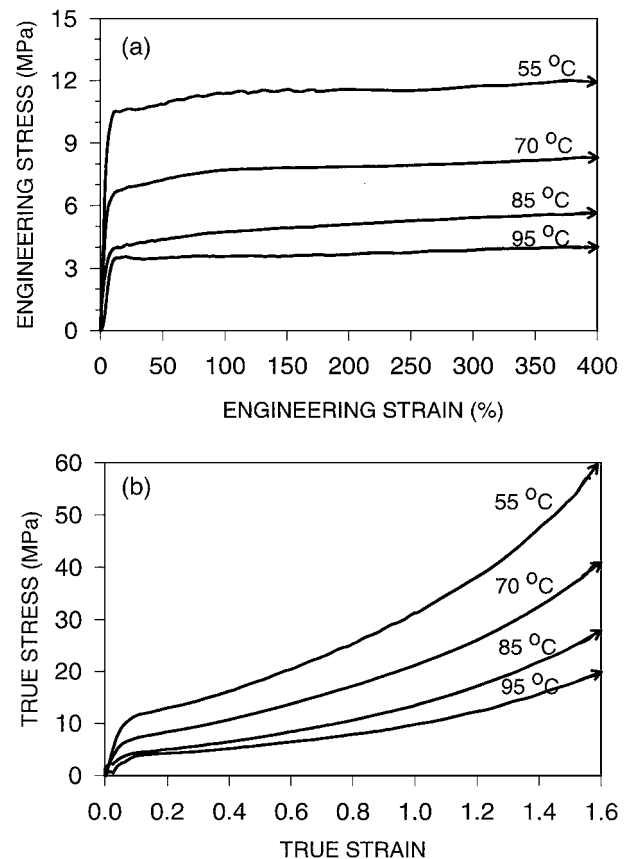 (a)
ENGINEERING STRESS (MPa)
15
12
9
6
3
0
55 °C
70 °C
85 °C
95 °C
0 50 100 150 200 250 300 350 400
ENGINEERING STRAIN (%)
(b)
TRUE STRESS (MPa)
60
50
40
30
20
10
0
55 °C
70 °C
85 °C
95 °C
0.0 0.2 0.4 0.6 0.8 1.0 1.2 1.4 1.6
TRUE STRAIN